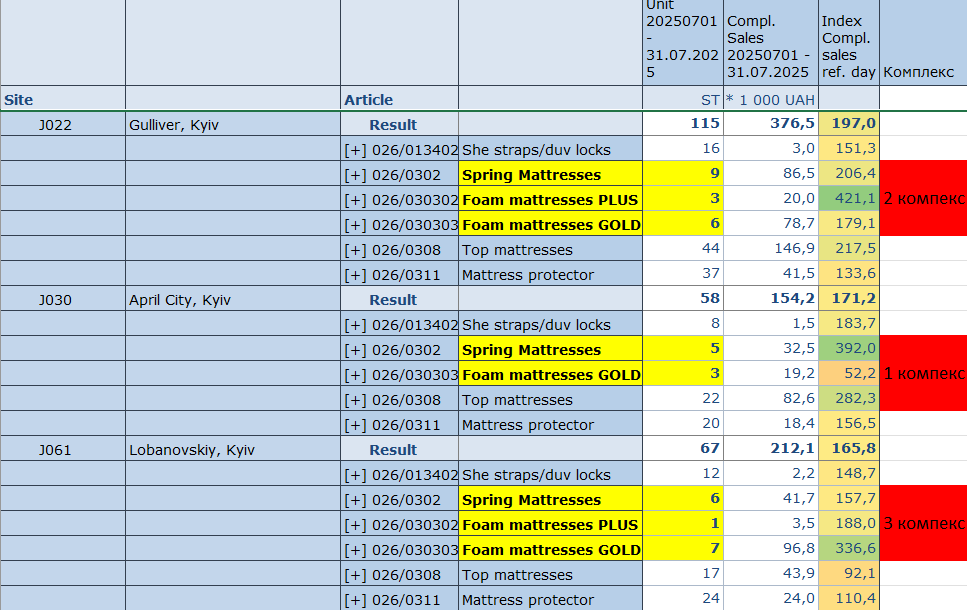 Unit 20250701 - 31.07.2025 Compl. Sales 20250701 - 31.07.2025 Index Compl. sales ref. day Комплекс
Site Article ST * 1 000 UAH
J022 Gulliver, Kyiv Result 115 376,5 197,0
[+] 026/013402 She straps/duv locks 16 3,0 151,3
[+] 026/0302 Spring Mattresses 9 86,5 206,4
[+] 026/030302 Foam mattresses PLUS 3 20,0 421,1 2 компекс
[+] 026/030303 Foam mattresses GOLD 6 78,7 179,1
[+] 026/0308 Top mattresses 44 146,9 217,5
[+] 026/0311 Mattress protector 37 41,5 133,6
J030 April City, Kyiv Result 58 154,2 171,2
[+] 026/013402 She straps/duv locks 8 1,5 183,7
[+] 026/0302 Spring Mattresses 5 32,5 392,0
[+] 026/030303 Foam mattresses GOLD 3 19,2 52,2 1 компекс
[+] 026/0308 Top mattresses 22 82,6 282,3
[+] 026/0311 Mattress protector 20 18,4 156,5
J061 Lobanovskiy, Kyiv Result 67 212,1 165,8
[+] 026/013402 She straps/duv locks 12 2,2 148,7
[+] 026/0302 Spring Mattresses 6 41,7 157,7
[+] 026/030302 Foam mattresses PLUS 1 3,5 188,0 3 компекс
[+] 026/030303 Foam mattresses GOLD 7 96,8 336,6
[+] 026/0308 Top mattresses 17 43,9 92,1
[+] 026/0311 Mattress protector 24 24,0 110,4